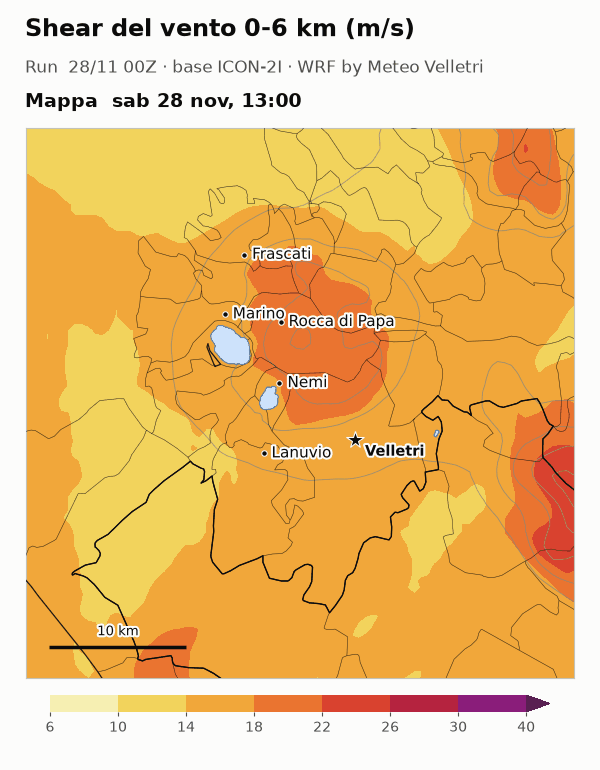 Shear del vento 0-6 km (m/s)
Run  28/11 00Z · base ICON-2I · WRF by Meteo Velletri
Mappa  sab 28 nov, 13:00
Frascati
Marino
Rocca di Papa
Nemi
Velletri
Lanuvio
10 km
6 10 14 18 22 26 30 40